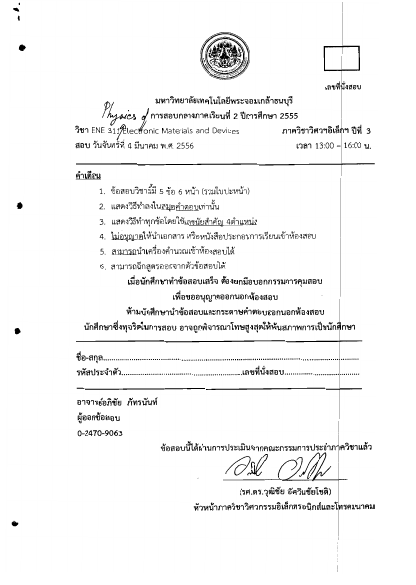 เลขที่นั่งสอบ
มหาวิทยาลัยเทคโนโลยีพระจอมเกล้าธนบุรี
Physics of การสอบกลางภาคเรียนที่ 2 ปีการศึกษา 2555
วิชา ENE 311 Electronic Materials and Devices ภาควิชาวิศวฯอิเล็กฯ ปีที่ 3
สอบ วันจันทร์ที่ 4 มีนาคม พ.ศ. 2556 เวลา 13:00 – 16:00 น.
คำเตือน
1. ข้อสอบวิชานี้มี 5 ข้อ 6 หน้า (รวมใบปะหน้า)
2. แสดงวิธีทำลงในสมุดคำตอบเท่านั้น
3. แสดงวิธีทำทุกข้อโดยใช้เลขนัยสำคัญ 4ตำแหน่ง
4. ไม่อนุญาตให้นำเอกสาร หรือหนังสือประกอบการเรียนเข้าห้องสอบ
5. สามารถนำเครื่องคำนวณเข้าห้องสอบได้
6. สามารถฉีกสูตรออกจากตัวข้อสอบได้
เมื่อนักศึกษาทำข้อสอบเสร็จ ต้องยกมือบอกกรรมการคุมสอบ
เพื่อขออนุญาตออกนอกห้องสอบ
ห้ามนักศึกษานำข้อสอบและกระดาษคำตอบออกนอกห้องสอบ
นักศึกษาซึ่งทุจริตในการสอบ อาจถูกพิจารณาโทษสูงสุดให้พ้นสภาพการเป็นนักศึกษา
ชื่อ-สกุล
รหัสประจำตัว เลขที่นั่งสอบ
อาจารย์อภิชัย ภัทรนันท์
ผู้ออกข้อสอบ
0-2470-9063
ข้อสอบนี้ได้ผ่านการประเมินจากคณะกรรมการประจำภาควิชาแล้ว
(รศ.ดร.วุฒิชัย อัศวินชัยโชติ)
หัวหน้าภาควิชาวิศวกรรมอิเล็กทรอนิกส์และโทรคมนาคม